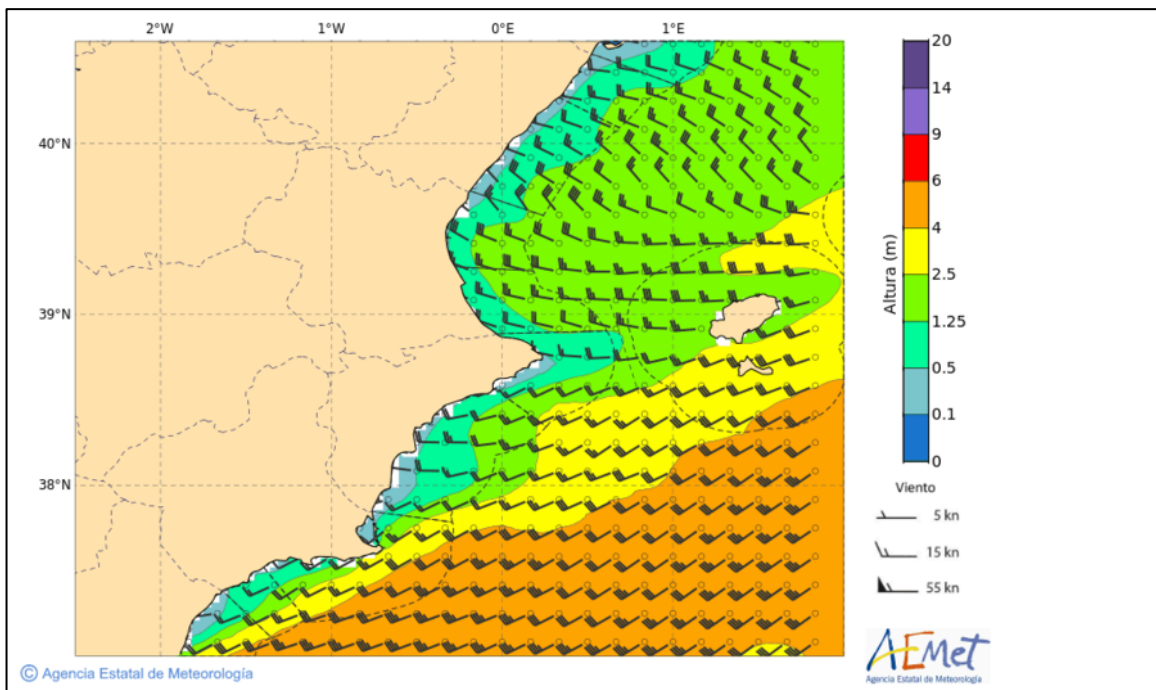 2°W 1°W 0°E 1°E
40°N
39°N
38°N
20
14
9
6
4
2.5
1.25
0.5
0.1
0
Altura (m)
Viento
5 kn
15 kn
55 kn
© Agencia Estatal de Meteorología
AEmet
Agencia Estatal de Meteorología